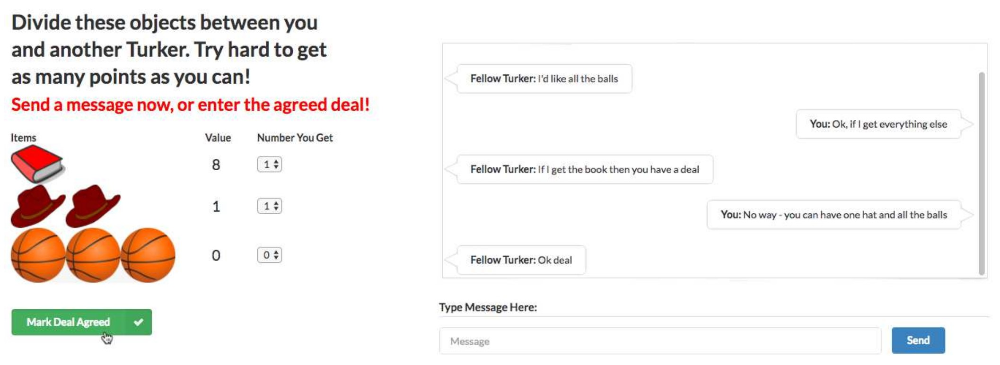 Divide these objects between you
and another Turker. Try hard to get
as many points as you can!
Send a message now, or enter the agreed deal!
Items Value Number You Get
8 1
1 1
0 0
Mark Deal Agreed
Fellow Turker: I'd like all the balls
You: Ok, if I get everything else
Fellow Turker: If I get the book then you have a deal
You: No way - you can have one hat and all the balls
Fellow Turker: Ok deal
Type Message Here:
Message
Send